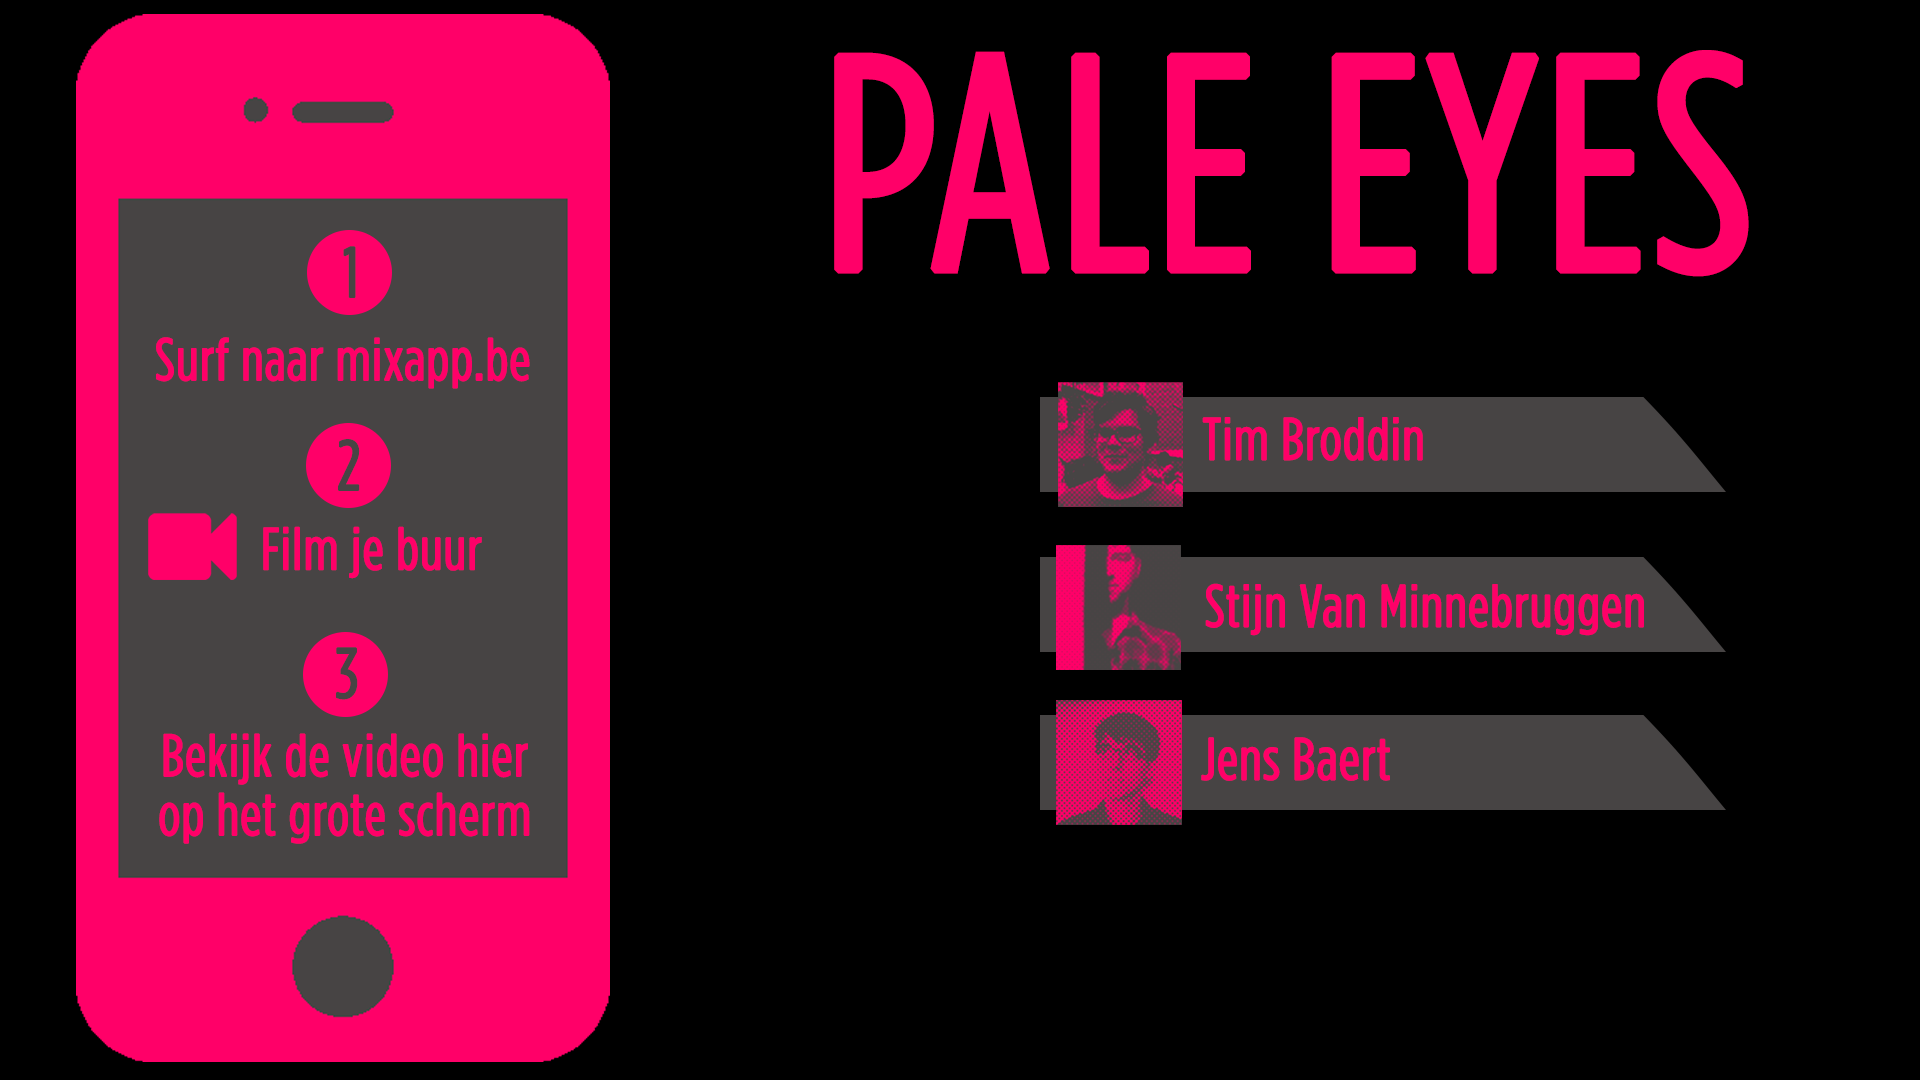 1
Surf naar mixapp.be
2
Film je buur
3
Bekijk de video hier
op het grote scherm
PALE EYES
Tim Broddin
Stijn Van Minnebruggen
Jens Baert